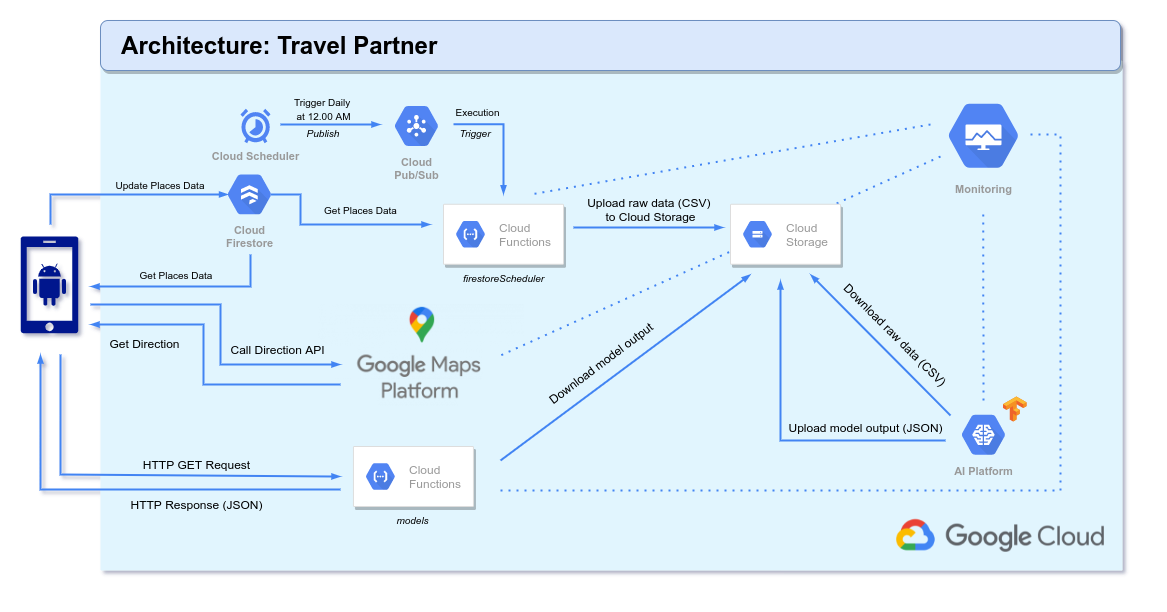 Architecture: Travel Partner
Trigger Daily
at 12.00 AM
Publish
Cloud Scheduler
Cloud
Pub/Sub
Execution
Trigger
Monitoring
Update Places Data
Cloud
Firestore
Get Places Data
Cloud
Functions
firestoreScheduler
Upload raw data (CSV)
to Cloud Storage
Cloud
Storage
Get Places Data
Get Direction
Call Direction API
Google Maps
Platform
Download model output
Download raw data (CSV)
Upload model output (JSON)
AI Platform
HTTP GET Request
HTTP Response (JSON)
Cloud
Functions
models
Google Cloud